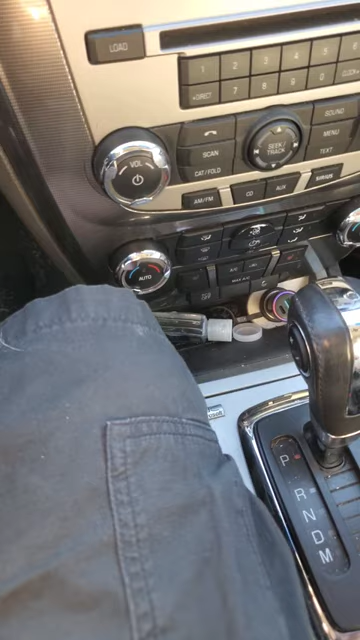 LOAD
1 2 3 4 5 6
DIRECT 7 8 9 0 CLOCK
VOL
SCAN
CAT/FOLD
SEEK/
TRACK
SOUND
MENU
TEXT
AM/FM CD AUX SIRIUS
AUTO
A/C
MAX A/C
P
R
N
D
M